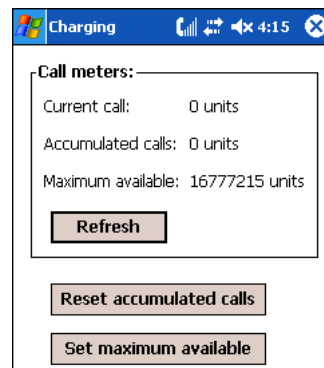 Charging 4:15
Call meters:
Current call: 0 units
Accumulated calls: 0 units
Maximum available: 16777215 units
Refresh
Reset accumulated calls
Set maximum available